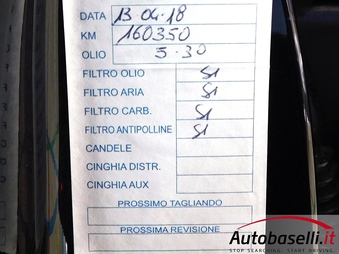 DATA 13 04.18
KM 160350
OLIO 5.30
FILTRO OLIO SI
FILTRO ARIA SI
FILTRO CARB. SI
FILTRO ANTIPOLLINE SI
CANDELE
CINGHIA DISTR.
CINGHIA AUX
PROSSIMO TAGLIANDO
PROSSIMA REVISIONE
Autobaselli.it
STOP SEARCHING. START DRIVING.